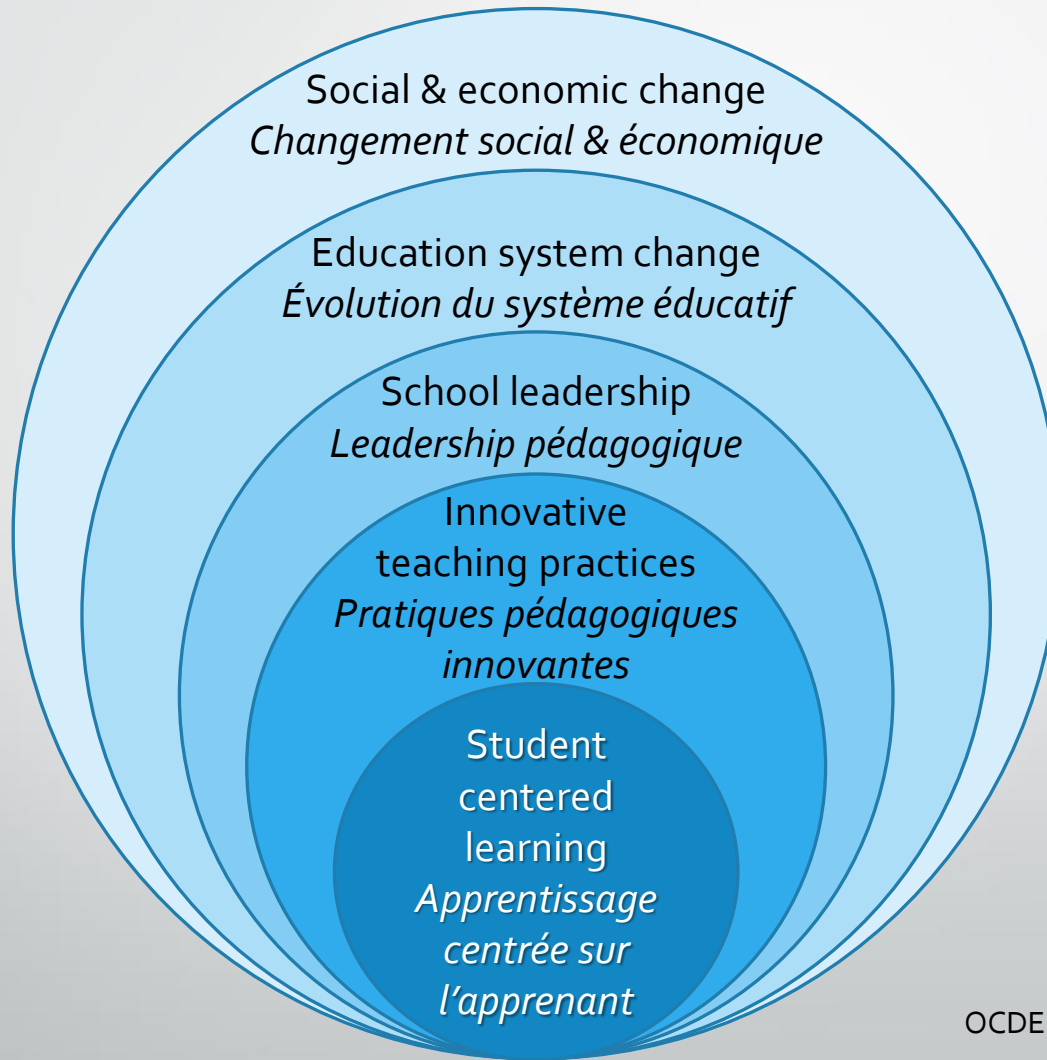 Social & economic change
Changement social & économique
Education system change
Évolution du système éducatif
School leadership
Leadership pédagogique
Innovative
teaching practices
Pratiques pédagogiques
innovantes
Student
centered
learning
Apprentissage
centrée sur
l'apprenant
OCDE